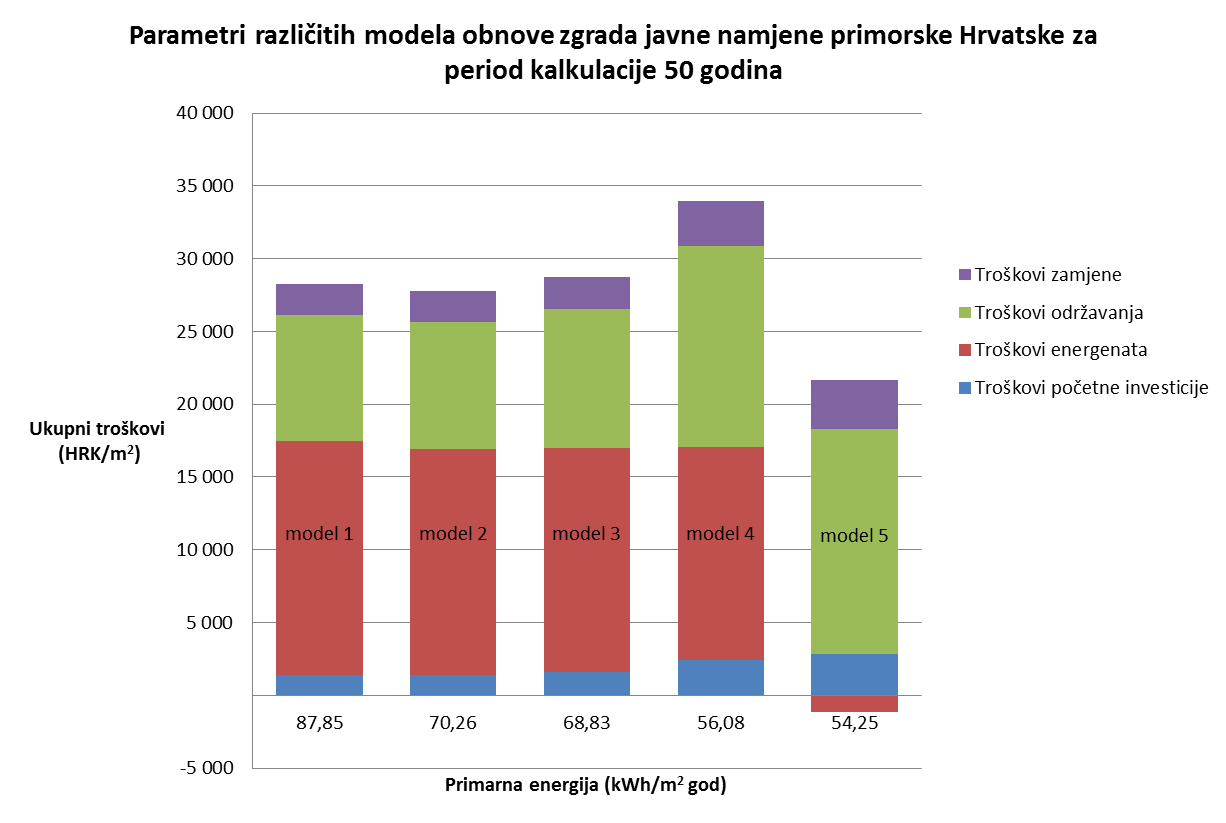 Parametri različitih modela obnove zgrada javne namjene primorske Hrvatske za
period kalkulacije 50 godina
40 000
35 000
30 000
25 000
20 000
15 000
10 000
5 000
-5 000
Ukupni troškovi
(HRK/m²)
model 1
model 2
model 3
model 4
model 5
87,85
70,26
68,83
56,08
54,25
Primarna energija (kWh/m² god)
Troškovi zamjene
Troškovi održavanja
Troškovi energenata
Troškovi početne investicije